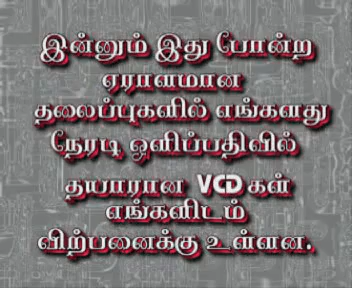 இன்னும் இது போன்ற
ஏராளமான
தலைப்புகளில் எங்களது
நேரடி ஒளிப்பதிவில்
தயாரான VCD கள்
எங்களிடம்
விற்பனைக்கு உள்ளன.